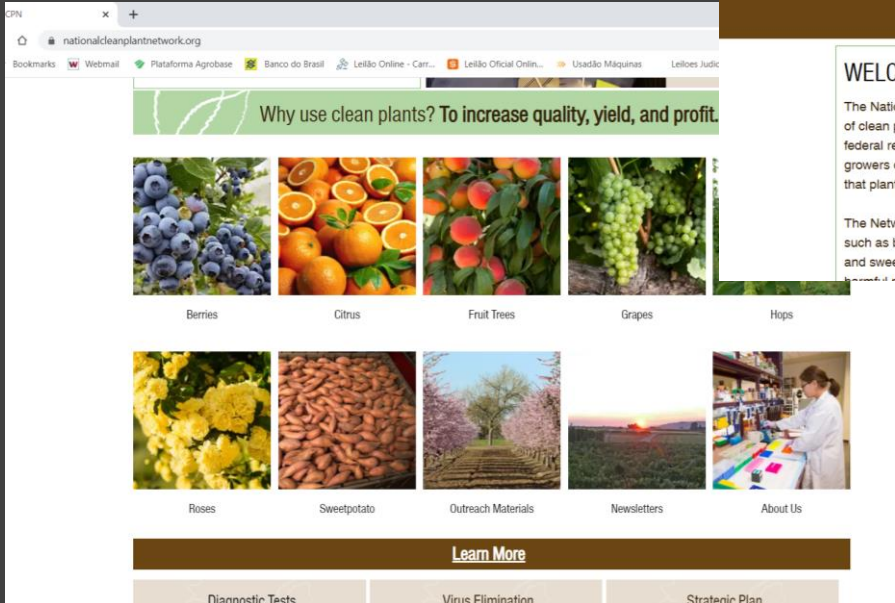 CPN × +
nationalcleanplantnetwork.org
Bookmarks Webmail Plataforma Agrobase Banco do Brasil Leilão Online - Carr... Leilão Oficial Onlin... Usadão Máquinas Leiloes Judic
Why use clean plants? To increase quality, yield, and profit.
Berries Citrus Fruit Trees Grapes Hops
Roses Sweetpotato Outreach Materials Newsletters About Us
Learn More
Diagnostic Tests Virus Elimination Strategic Plan
WELC
The Natio
of clean p
federal re
growers o
that plant
The Netw
such as b
and swee